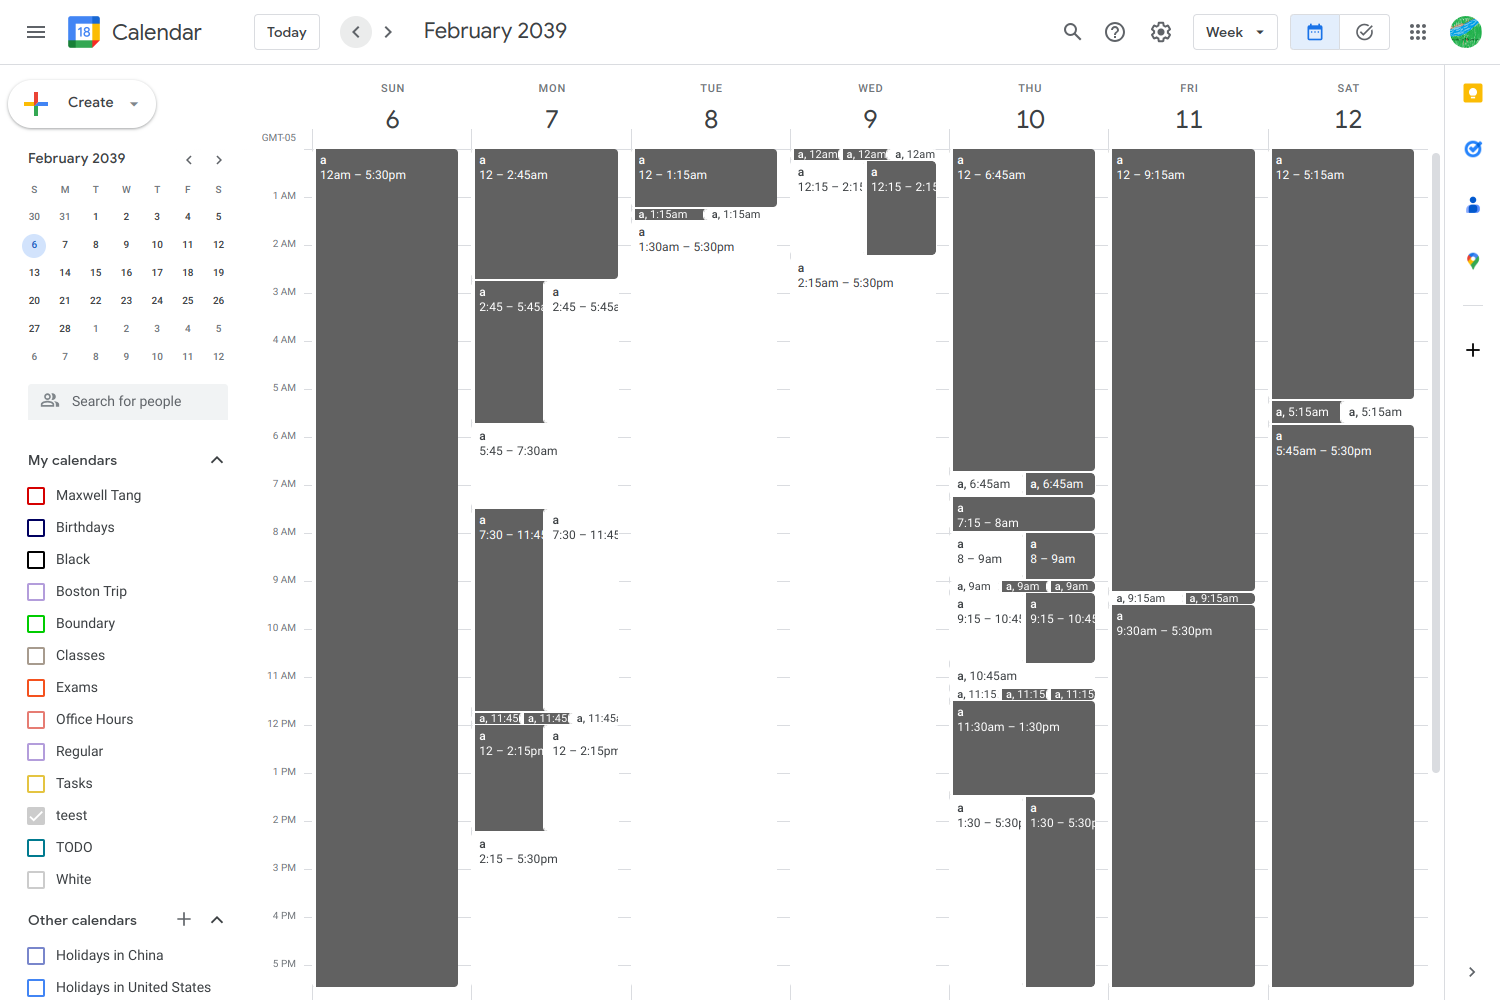 18 Calendar Today February 2039 Week
Create
February 2039
S M T W T F S
30 31 1 2 3 4 5
6 7 8 9 10 11 12
13 14 15 16 17 18 19
20 21 22 23 24 25 26
27 28 1 2 3 4 5
6 7 8 9 10 11 12
Search for people
My calendars
Maxwell Tang
Birthdays
Black
Boston Trip
Boundary
Classes
Exams
Office Hours
Regular
Tasks
teest
TODO
White
Other calendars
Holidays in China
Holidays in United States
SUN MON TUE WED THU FRI SAT
6 7 8 9 10 11 12
GMT-05
1 AM
2 AM
3 AM
4 AM
5 AM
6 AM
7 AM
8 AM
9 AM
10 AM
11 AM
12 PM
1 PM
2 PM
3 PM
4 PM
5 PM
a
12am – 5:30pm
a
12 – 2:45am
a
2:45 – 5:45a
a
2:45 – 5:45a
a
5:45 – 7:30am
a
7:30 – 11:45
a
7:30 – 11:45
a, 11:45
a, 11:45
a, 11:45a
a
12 – 2:15pm
a
12 – 2:15pm
a
2:15 – 5:30pm
a
12 – 1:15am
a, 1:15am
a, 1:15am
a
1:30am – 5:30pm
a, 12am
a, 12am
a, 12am
a
12:15 – 2:15
a
12:15 – 2:15
a
2:15am – 5:30pm
a
12 – 6:45am
a, 6:45am
a, 6:45am
a
7:15 – 8am
a
8 – 9am
a
8 – 9am
a, 9am
a, 9am
a, 9am
a
9:15 – 10:45
a
9:15 – 10:45
a, 10:45am
a, 11:15
a, 11:15
a, 11:15
a
11:30am – 1:30pm
a
1:30 – 5:30p
a
1:30 – 5:30p
a
12 – 9:15am
a, 9:15am
a, 9:15am
a
9:30am – 5:30pm
a
12 – 5:15am
a, 5:15am
a, 5:15am
a
5:45am – 5:30pm